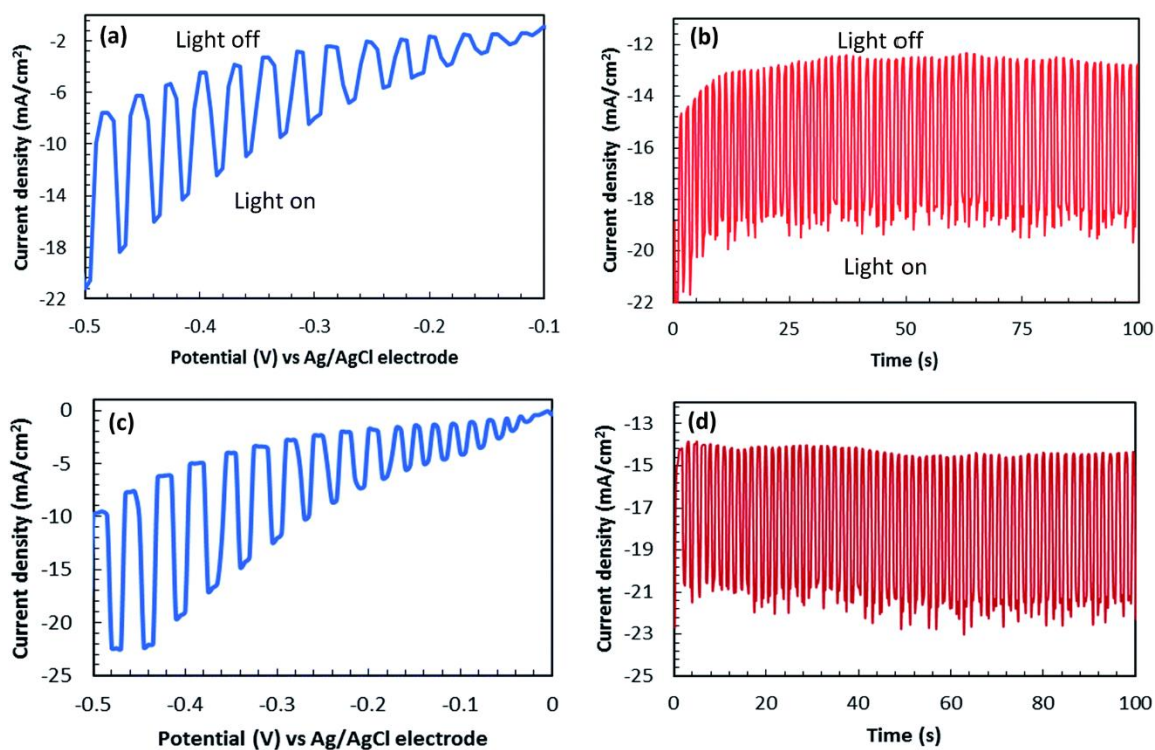 (a)
Light off
Light on
Current density (mA/cm²)
-2
-6
-10
-14
-18
-22
-0.5
-0.4
-0.3
-0.2
-0.1
Potential (V) vs Ag/AgCl electrode
(b)
Light off
Light on
Current density (mA/cm²)
-12
-14
-16
-18
-20
-22
0
25
50
75
100
Time (s)
(c)
Current density (mA/cm²)
0
-5
-10
-15
-20
-25
-0.5
-0.4
-0.3
-0.2
-0.1
0
Potential (V) vs Ag/AgCl electrode
(d)
Current density (mA/cm²)
-13
-15
-17
-19
-21
-23
-25
0
20
40
60
80
100
Time (s)